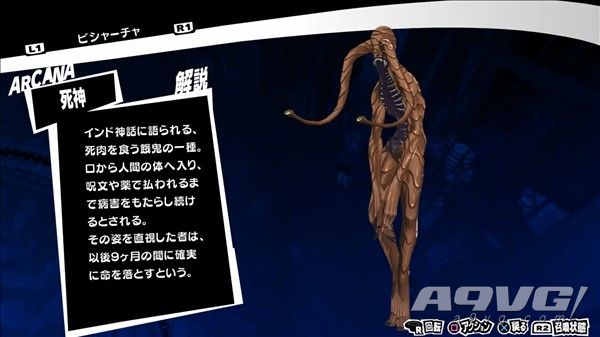 L1 ピシャーチャ R1
ARCANA
死神
解説
インド神話に語られる、
死肉を食う餓鬼の一種。
口から人間の体へ入り、
呪文や薬で払われるま
で病害をもたらし続け
るとされる。
その姿を直視した者は、
以後9ヶ月の間に確実
に命を落とすという。
A9VG!
R回転 アクション 戻る R2 召喚状態